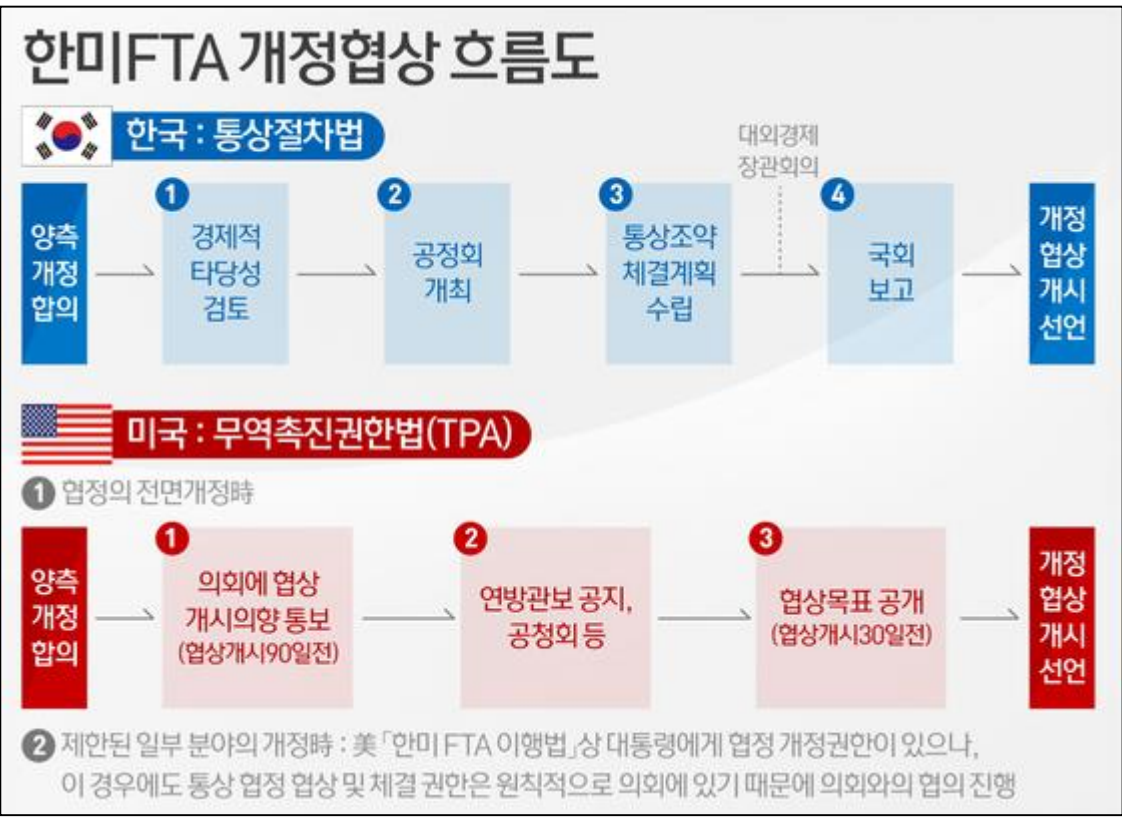 한미FTA 개정협상 흐름도
한국 : 통상절차법
대외경제
장관회의
양측
개정
합의
1
경제적
타당성
검토
2
공정회
개최
3
통상조약
체결계획
수립
4
국회
보고
개정
협상
개시
선언
미국 : 무역촉진권한법(TPA)
1 협정의 전면개정時
양측
개정
합의
1
의회에 협상
개시의향 통보
(협상개시90일전)
2
연방관보 공지,
공청회 등
3
협상목표 공개
(협상개시30일전)
개정
협상
개시
선언
2 제안된 일부 분야의 개정時 : 美 「한미 FTA 이행법」상 대통령에게 협정 개정권한이 있으나,
이 경우에도 통상 협정 협상 및 체결 권한은 원칙적으로 의회에 있기 때문에 의회와의 협의 진행